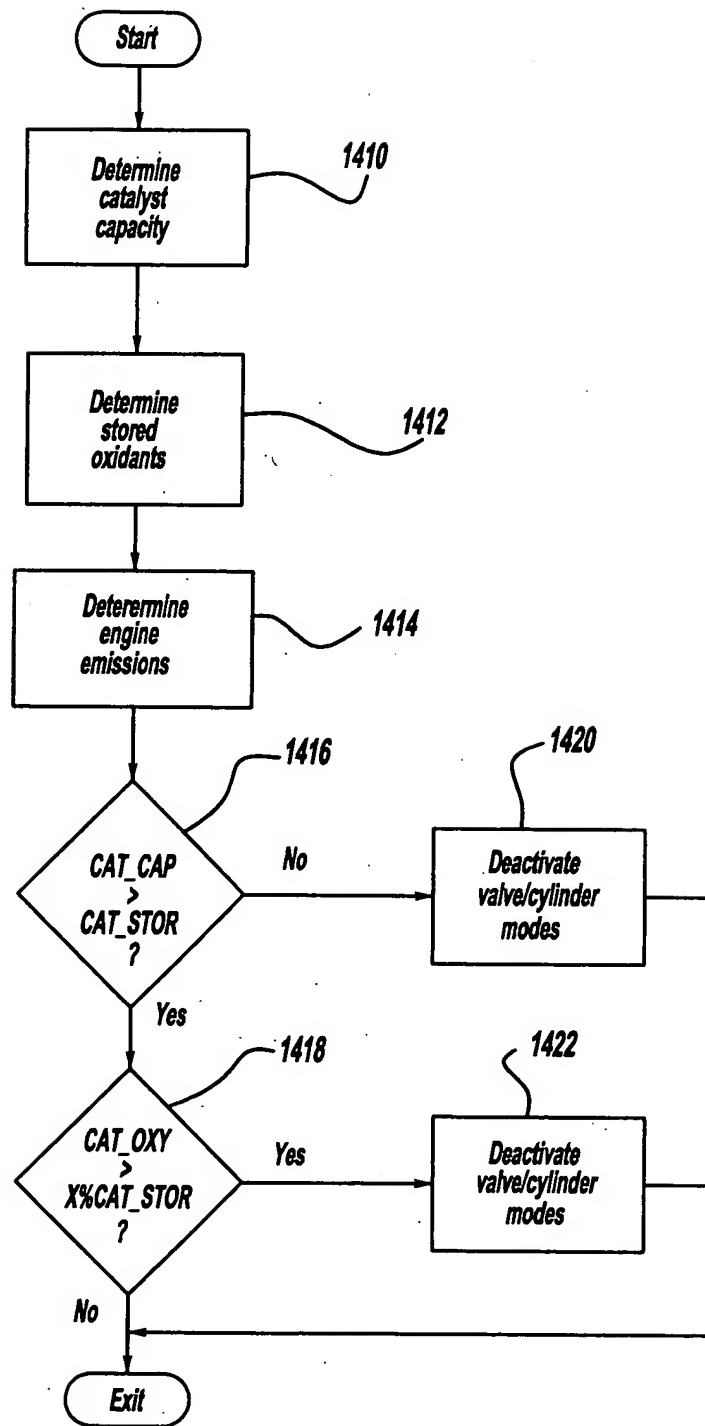 Start
Determine
catalyst
capacity
1410
Determine
stored
oxidants
1412
Deterermine
engine
emissions
1414
1416
CAT_CAP
>
CAT_STOR
?
No
1420
Deactivate
valve/cylinder
modes
Yes
1418
CAT_OXY
>
X%CAT_STOR
?
Yes
1422
Deactivate
valve/cylinder
modes
No
Exit